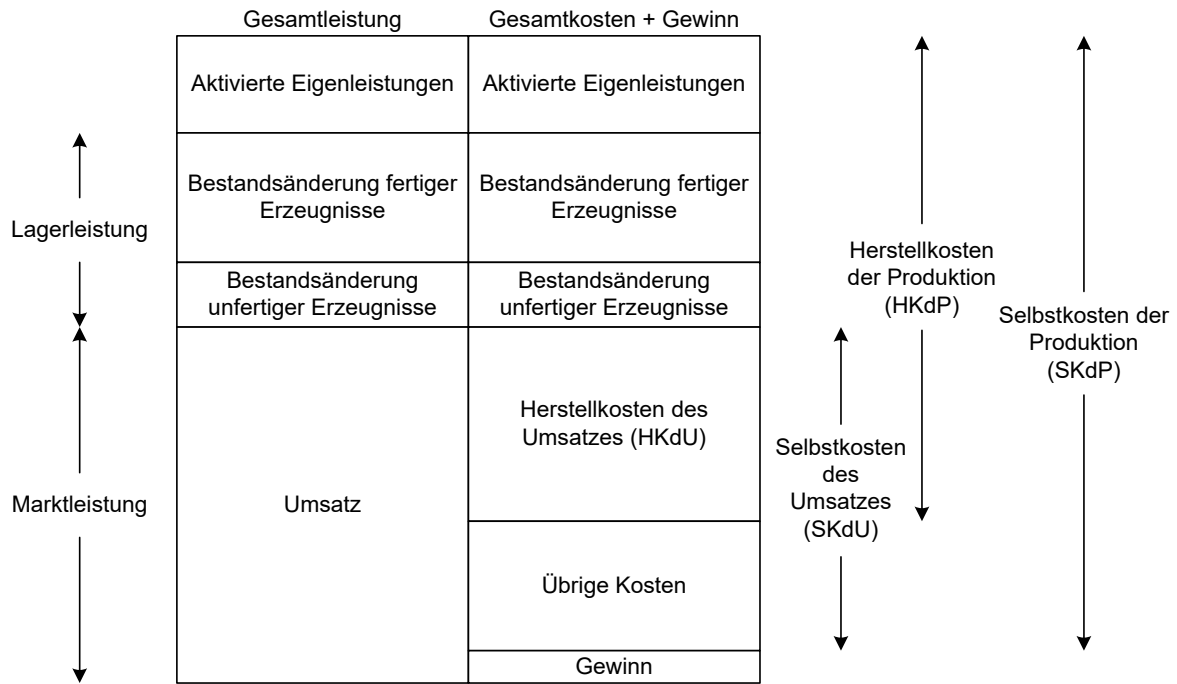 Gesamtleistung
Gesamtkosten + Gewinn
Aktivierte Eigenleistungen
Aktivierte Eigenleistungen
Bestandsänderung fertiger
Erzeugnisse
Bestandsänderung fertiger
Erzeugnisse
Lagerleistung
Bestandsänderung
unfertiger Erzeugnisse
Bestandsänderung
unfertiger Erzeugnisse
Herstellkosten
der Produktion
(HKdP)
Selbstkosten der
Produktion
(SKdP)
Herstellkosten des
Umsatzes (HKdU)
Selbstkosten
des
Umsatzes
(SKdU)
Marktleistung
Umsatz
Übrige Kosten
Gewinn